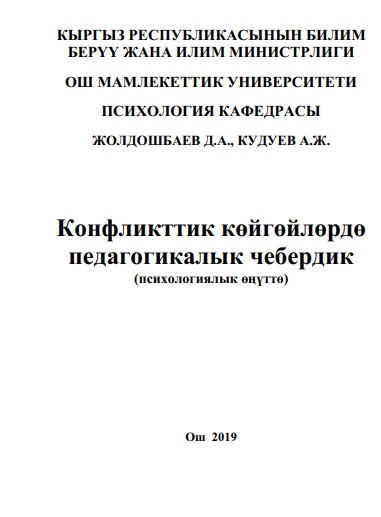 КЫРГЫЗ РЕСПУБЛИКАСЫНЫН БИЛИМ
БЕРҮҮ ЖАНА ИЛИМ МИНИСТРЛИГИ
ОШ МАМЛЕКЕТТИК УНИВЕРСИТЕТИ
ПСИХОЛОГИЯ КАФЕДРАСЫ
ЖОЛДОШБАЕВ Д.А., КУДУЕВ А.Ж.
Конфликттик көйгөйлөрдө
педагогикалык чебердик
(психологиялык өңүттө)
Ош 2019